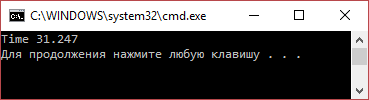 C:\WINDOWS\system32\cmd.exe
Time 31.247
Для продолжения нажмите любую клавишу . . .